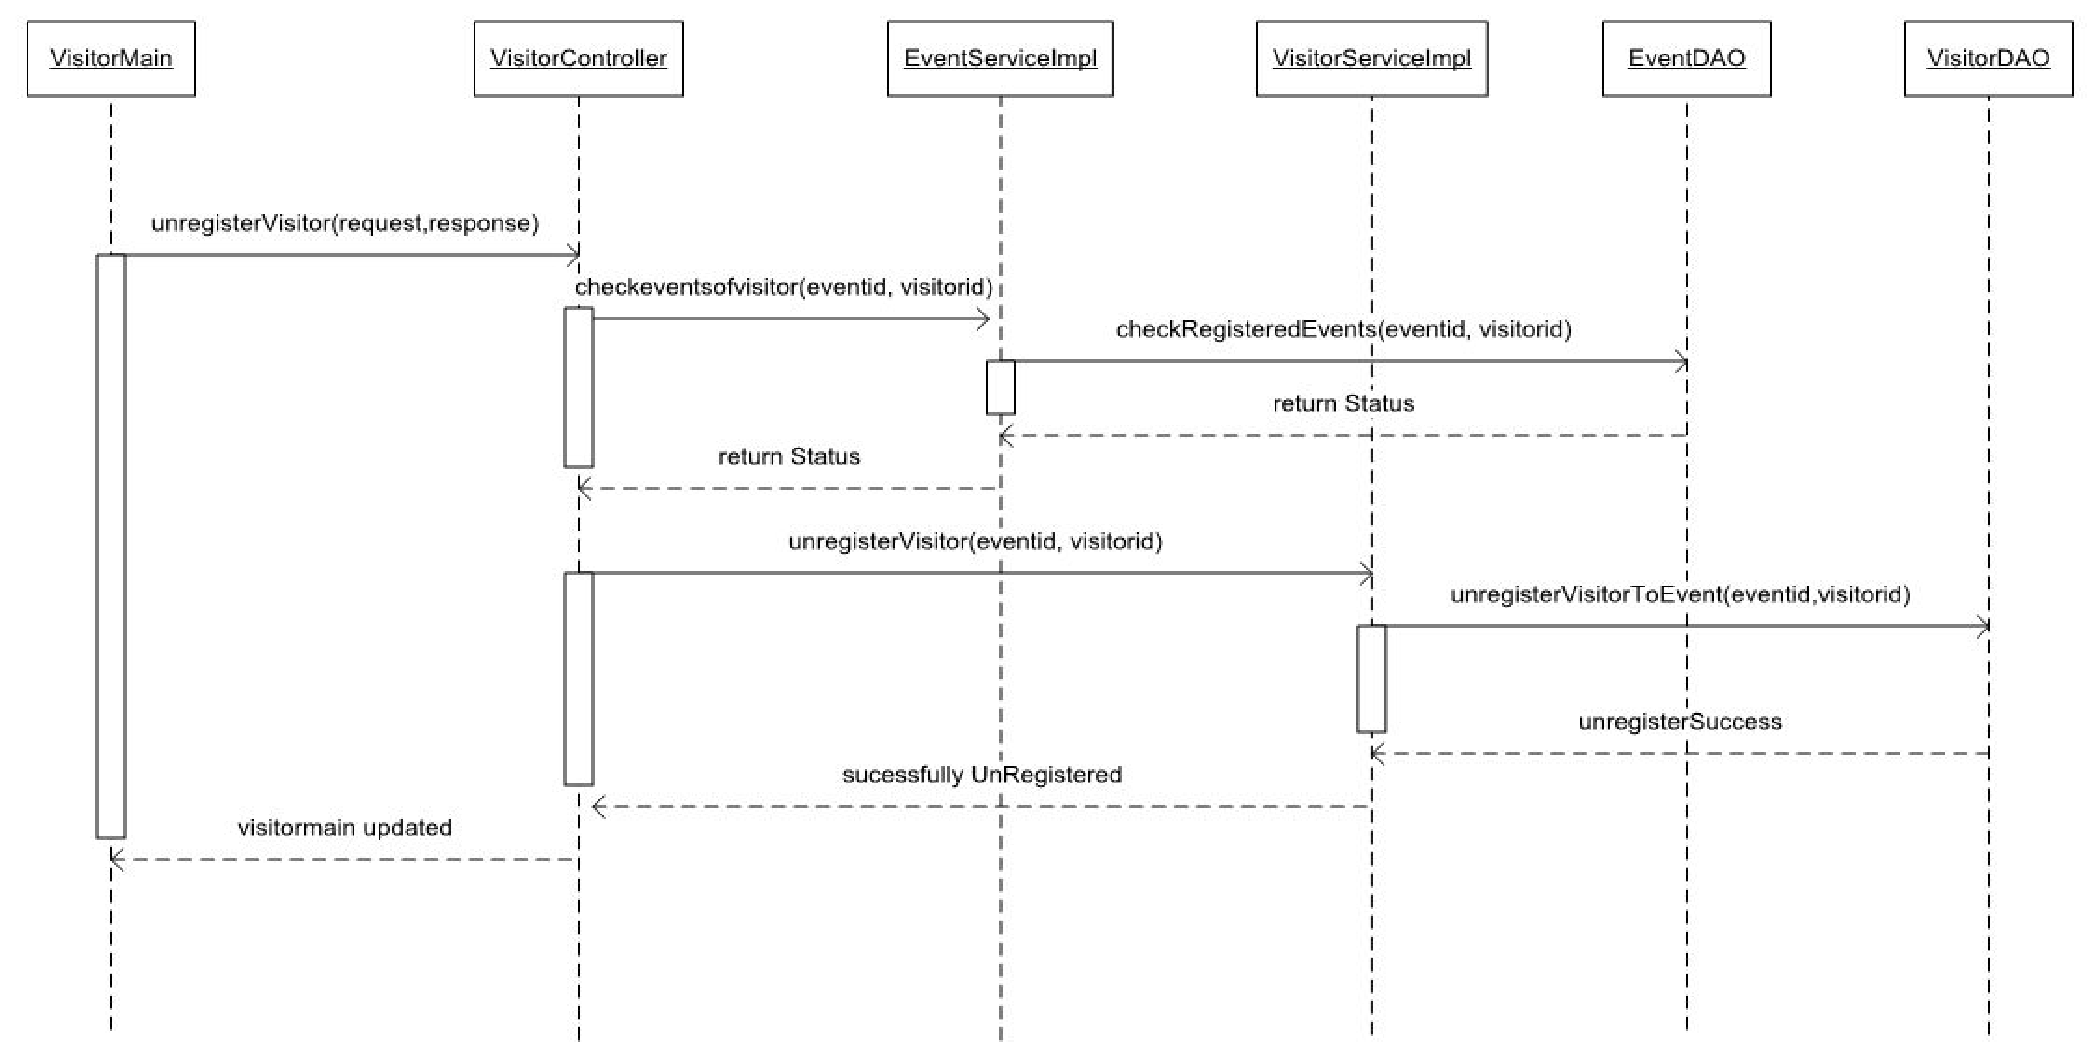 VisitorMain
VisitorController
EventServiceImpl
VisitorServiceImpl
EventDAO
VisitorDAO
unregisterVisitor(request,response)
checkeventsofvisitor(eventid, visitorid)
checkRegisteredEvents(eventid, visitorid)
return Status
return Status
unregisterVisitor(eventid, visitorid)
unregisterVisitorToEvent(eventid,visitorid)
unregisterSuccess
sucessfully UnRegistered
visitormain updated